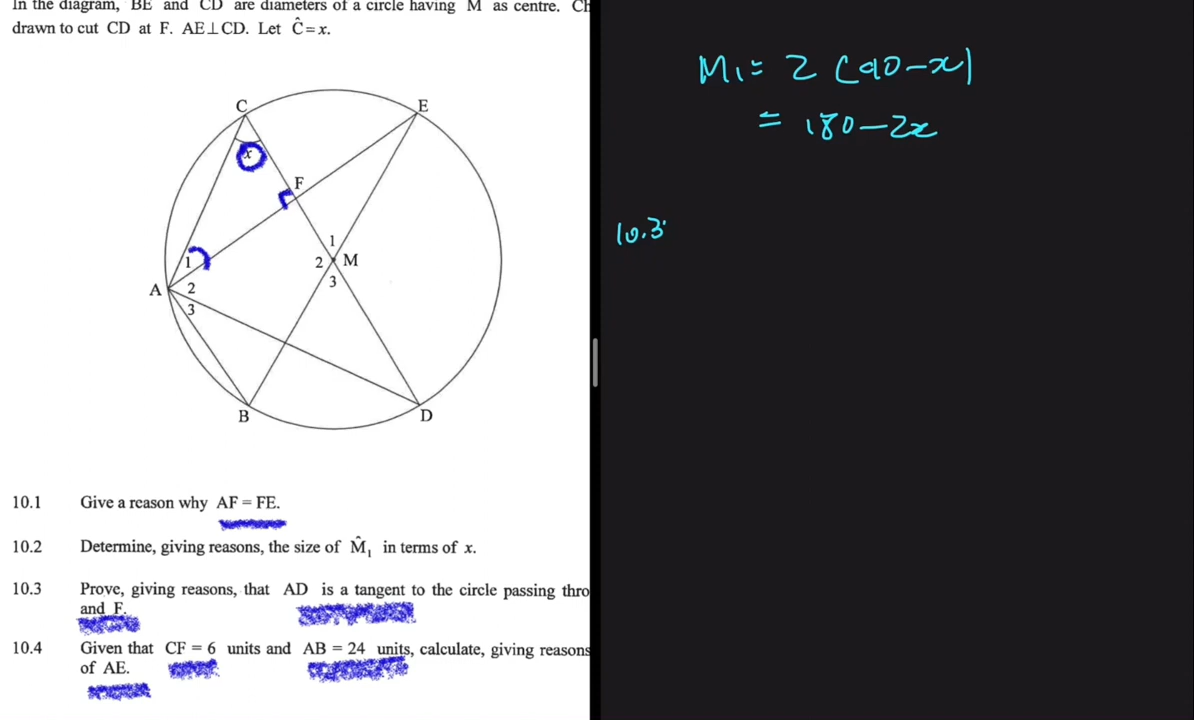 In the diagram, BE and CD are diameters of a circle having M as centre. Ch
drawn to cut CD at F. AE⊥CD. Let Ĉ=x.
C
E
x
F
1
1
2
M
3
A
2
3
B
D
10.1 Give a reason why AF = FE.
10.2 Determine, giving reasons, the size of M̂₁ in terms of x.
10.3 Prove, giving reasons, that AD is a tangent to the circle passing thro
and F.
10.4 Given that CF = 6 units and AB = 24 units, calculate, giving reasons
of AE.
M1 = 2 (90-x)
= 180-2x
10.3